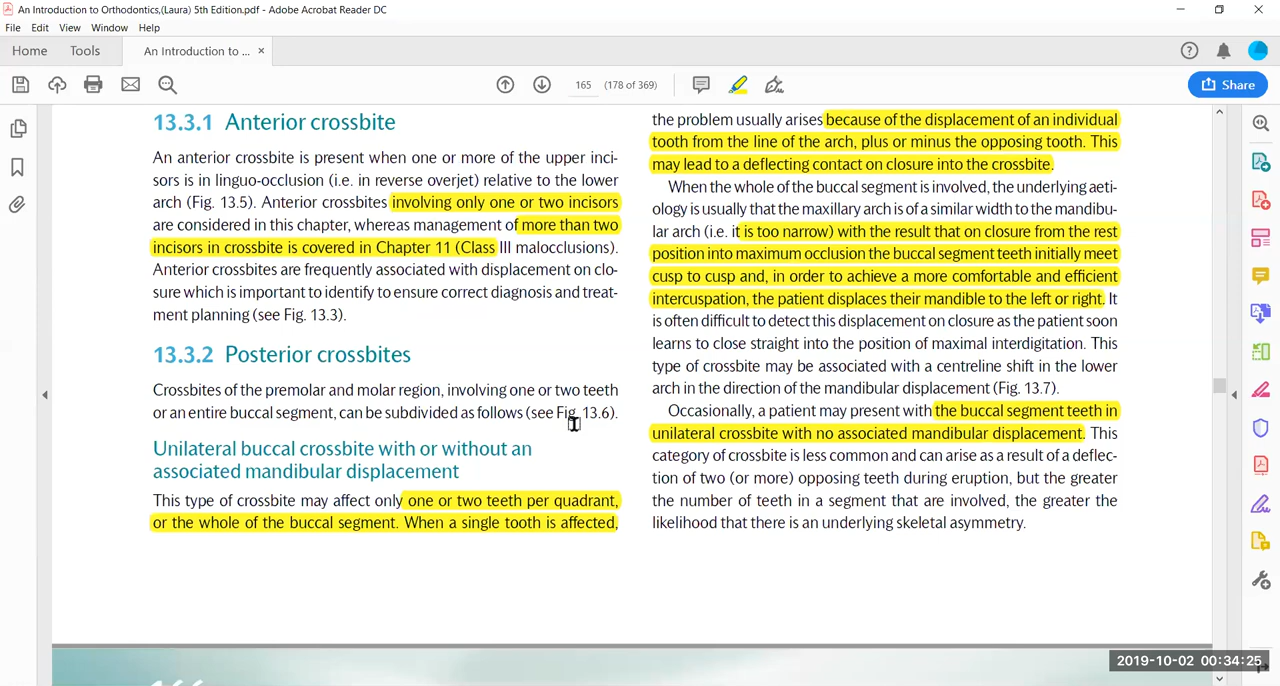 An Introduction to Orthodontics,(Laura) 5th Edition.pdf - Adobe Acrobat Reader DC
File Edit View Window Help
Home Tools An Introduction to ... ×
165 (178 of 369) Share
13.3.1 Anterior crossbite
An anterior crossbite is present when one or more of the upper inci-
sors is in linguo-occlusion (i.e. in reverse overjet) relative to the lower
arch (Fig. 13.5). Anterior crossbites involving only one or two incisors
are considered in this chapter, whereas management of more than two
incisors in crossbite is covered in Chapter 11 (Class III malocclusions).
Anterior crossbites are frequently associated with displacement on clo-
sure which is important to identify to ensure correct diagnosis and treat-
ment planning (see Fig. 13.3).
13.3.2 Posterior crossbites
Crossbites of the premolar and molar region, involving one or two teeth
or an entire buccal segment, can be subdivided as follows (see Fig. 13.6).
Unilateral buccal crossbite with or without an
associated mandibular displacement
This type of crossbite may affect only one or two teeth per quadrant,
or the whole of the buccal segment. When a single tooth is affected,
the problem usually arises because of the displacement of an individual
tooth from the line of the arch, plus or minus the opposing tooth. This
may lead to a deflecting contact on closure into the crossbite.
When the whole of the buccal segment is involved, the underlying aeti-
ology is usually that the maxillary arch is of a similar width to the mandibu-
lar arch (i.e. it is too narrow) with the result that on closure from the rest
position into maximum occlusion the buccal segment teeth initially meet
cusp to cusp and, in order to achieve a more comfortable and efficient
intercuspation, the patient displaces their mandible to the left or right. It
is often difficult to detect this displacement on closure as the patient soon
learns to close straight into the position of maximal interdigitation. This
type of crossbite may be associated with a centreline shift in the lower
arch in the direction of the mandibular displacement (Fig. 13.7).
Occasionally, a patient may present with the buccal segment teeth in
unilateral crossbite with no associated mandibular displacement. This
category of crossbite is less common and can arise as a result of a deflec-
tion of two (or more) opposing teeth during eruption, but the greater
the number of teeth in a segment that are involved, the greater the
likelihood that there is an underlying skeletal asymmetry.
2019-10-02 00:34:25